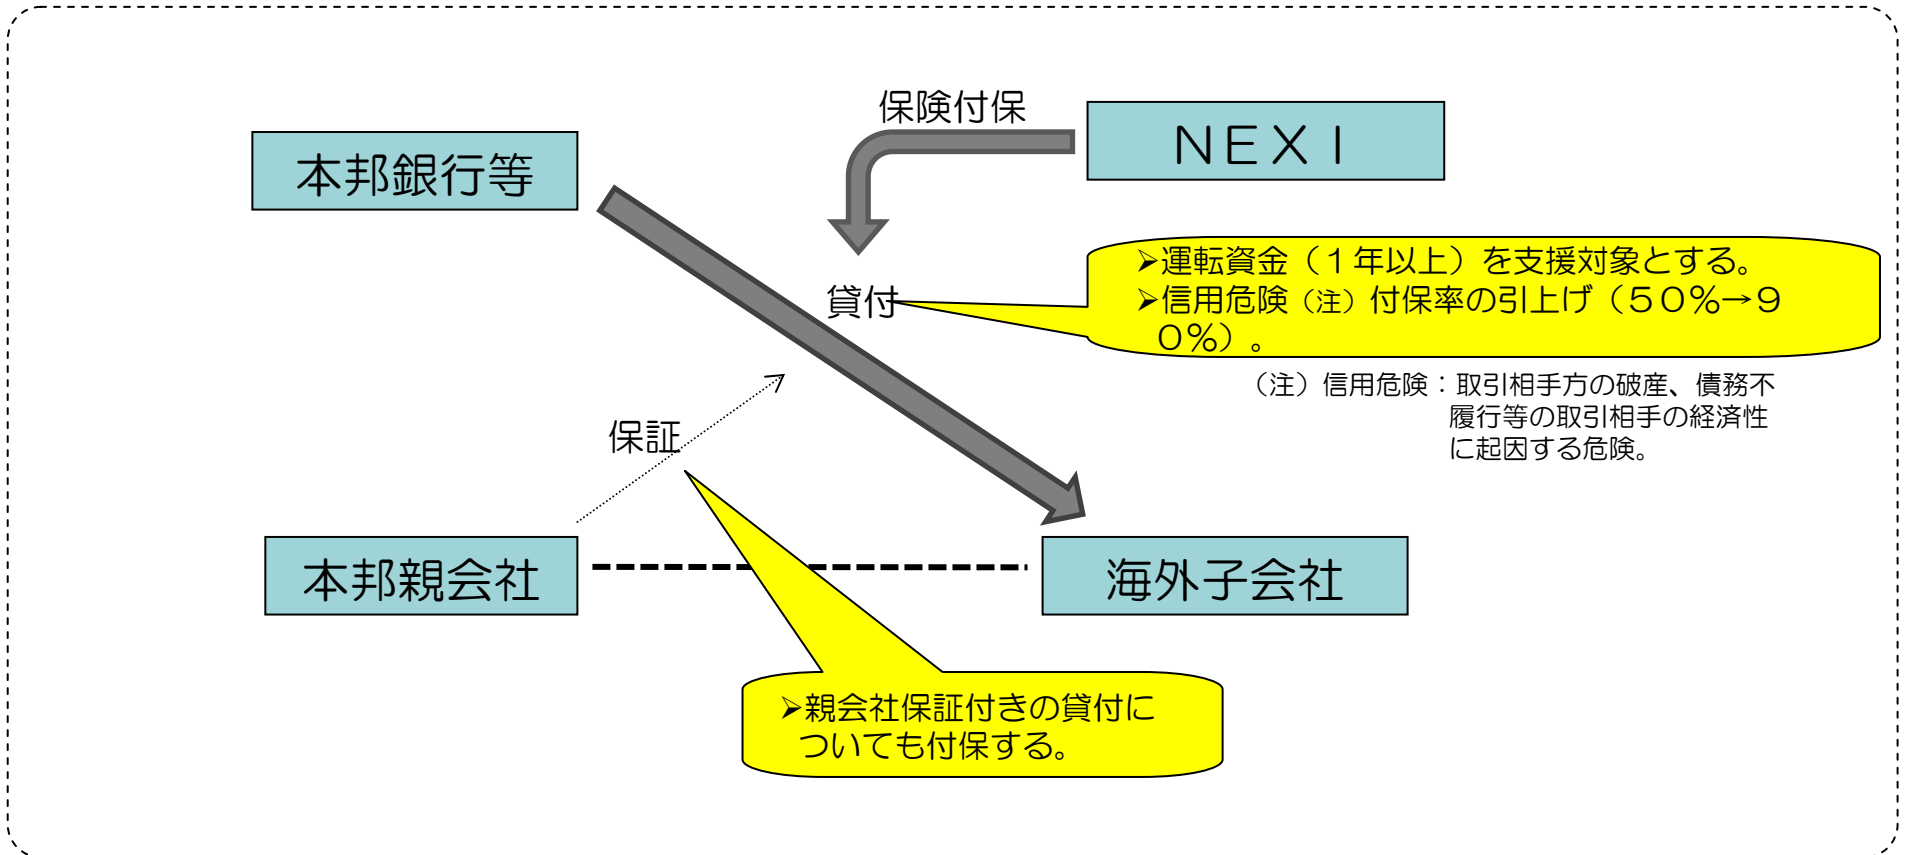 保険付保
ＮＥＸＩ
本邦銀行等
➢運転資金（１年以上）を支援対象とする。
➢信用危険（注）付保率の引上げ（５０％→９
０％）。
貸付
（注）信用危険：取引相手方の破産、債務不
履行等の取引相手の経済性
に起因する危険。
保証
本邦親会社
海外子会社
➢親会社保証付きの貸付に
ついても付保する。